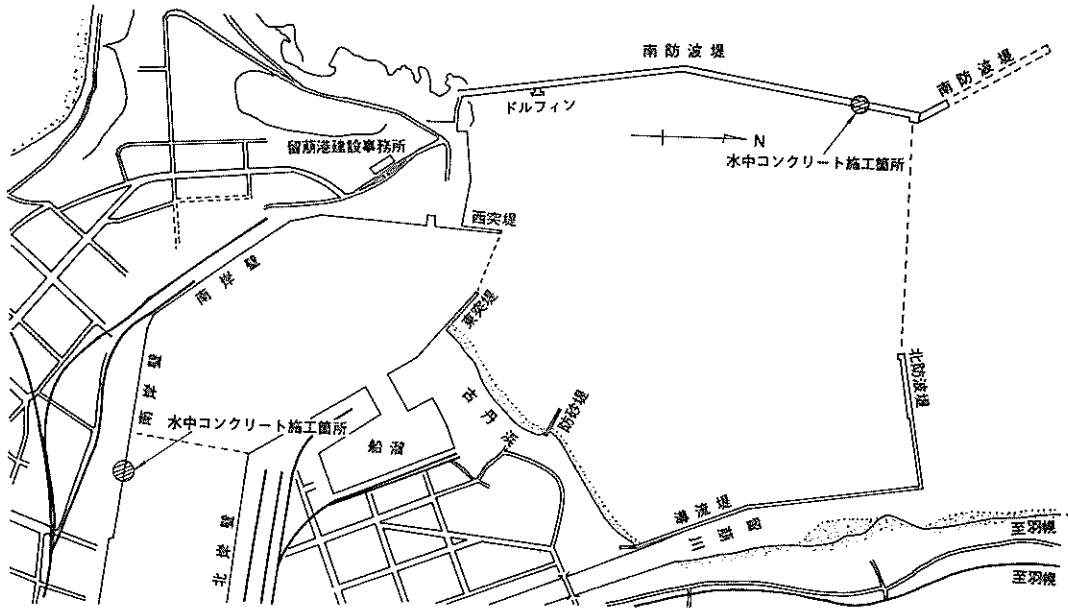 南防波堤
南防波堤
ドルフィン
N
水中コンクリート施工箇所
留萠港建設事務所
西突堤
南岸壁
東突堤
北防波堤
南岸壁
水中コンクリート施工箇所
古丹浜
防砂堤
船溜
導流堤
留萠川
北岸壁
至羽幌
至羽幌